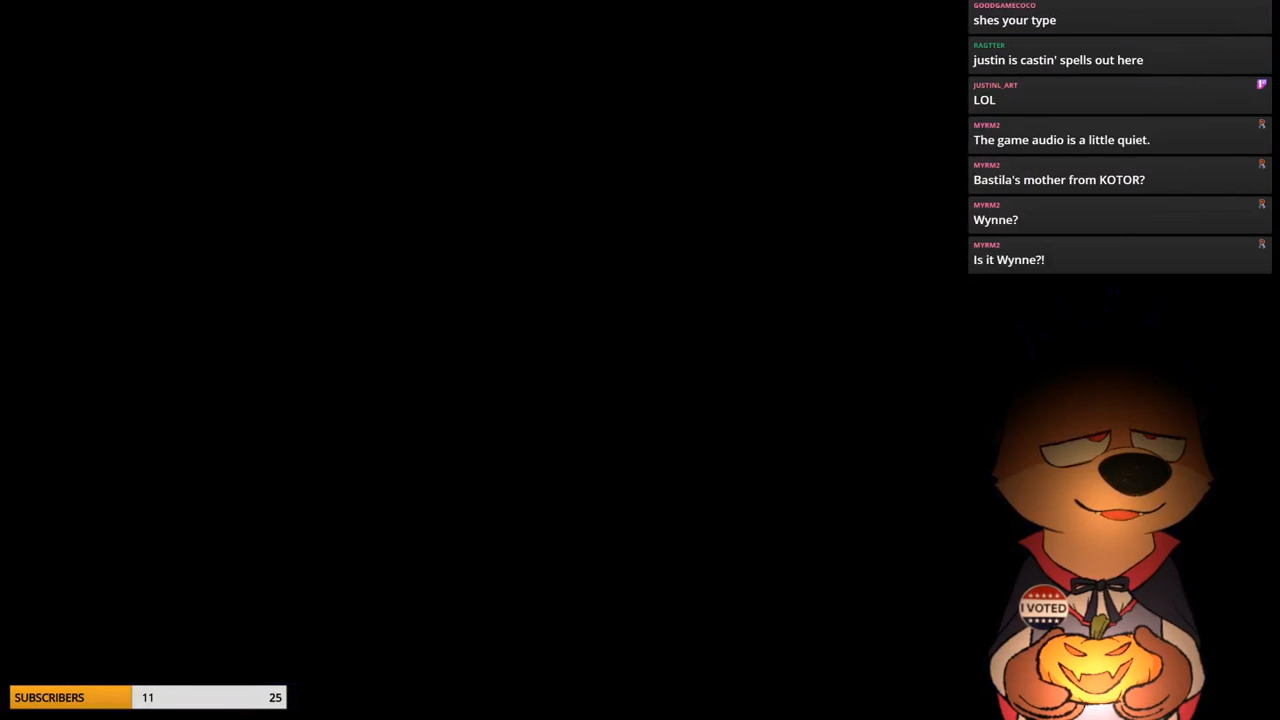 GOODGAMECOCO
shes your type
RAGTTER
justin is castin' spells out here
JUSTINL_ART
LOL
MYRM2
The game audio is a little quiet.
MYRM2
Bastila's mother from KOTOR?
MYRM2
Wynne?
MYRM2
Is it Wynne?!
I VOTED
SUBSCRIBERS 11 25